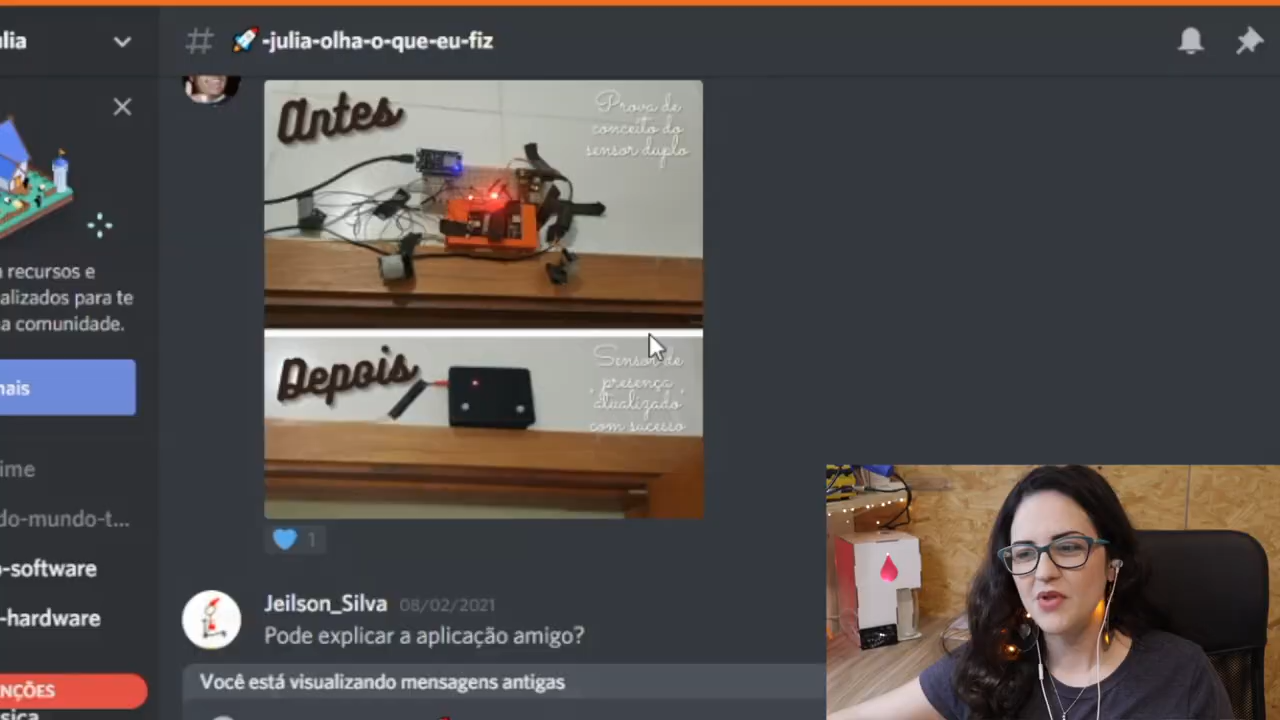 lia
-julia-olha-o-que-eu-fiz
Antes
Prova de
conceito do
sensor duplo
recursos e
alizados para te
a comunidade.
Depois
Sensor de
presença
atualizado
com sucesso
nais
1
ime
do-mundo-t...
-software
-hardware
Jeilson_Silva 08/02/2021
Pode explicar a aplicação amigo?
Você está visualizando mensagens antigas
NÇÕES